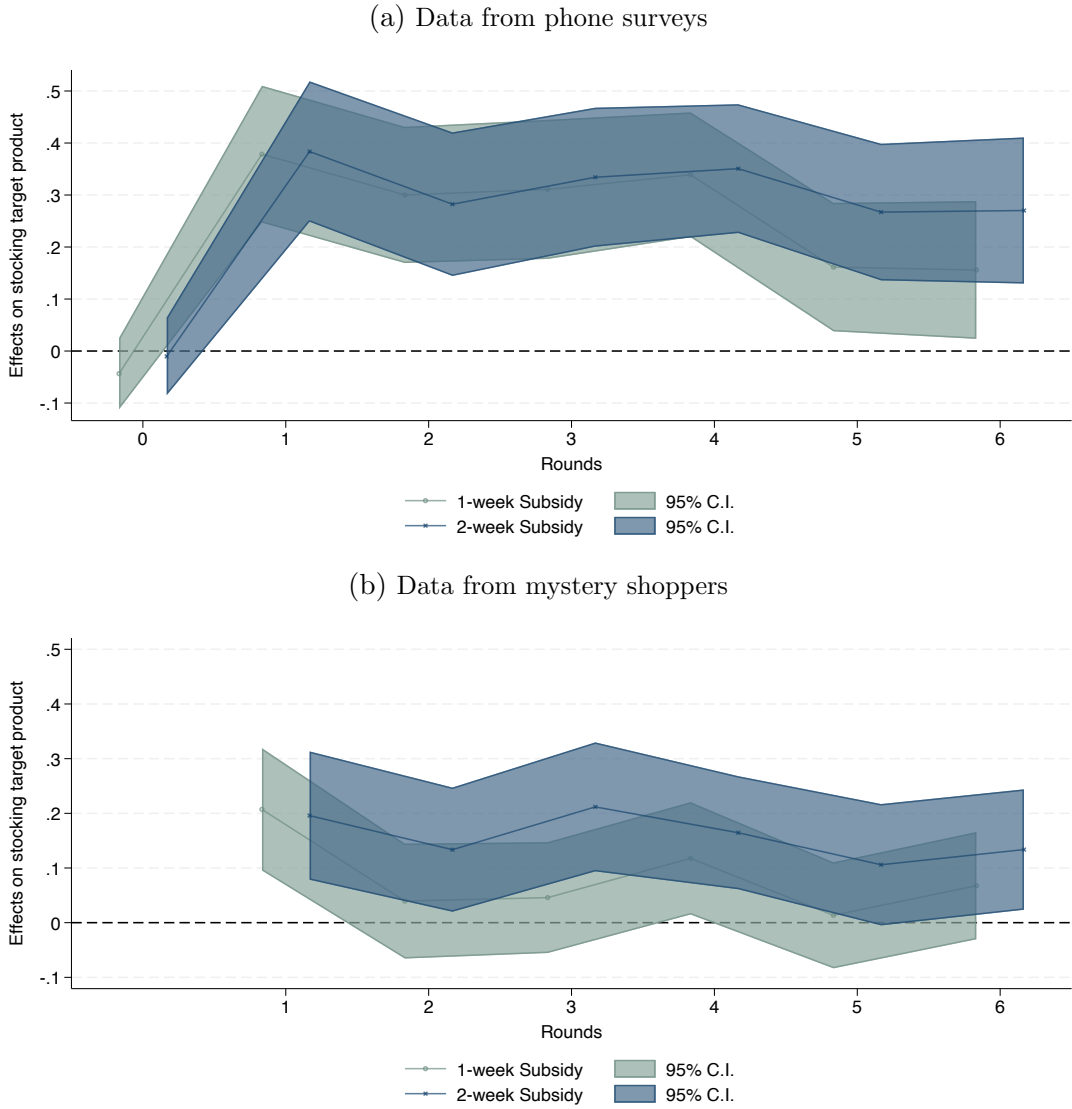 (a) Data from phone surveys
Effects on stocking target product
.5
.4
.3
.2
.1
0
-.1
0 1 2 3 4 5 6
Rounds
1-week Subsidy 95% C.I.
2-week Subsidy 95% C.I.
(b) Data from mystery shoppers
Effects on stocking target product
.5
.4
.3
.2
.1
0
-.1
1 2 3 4 5 6
Rounds
1-week Subsidy 95% C.I.
2-week Subsidy 95% C.I.